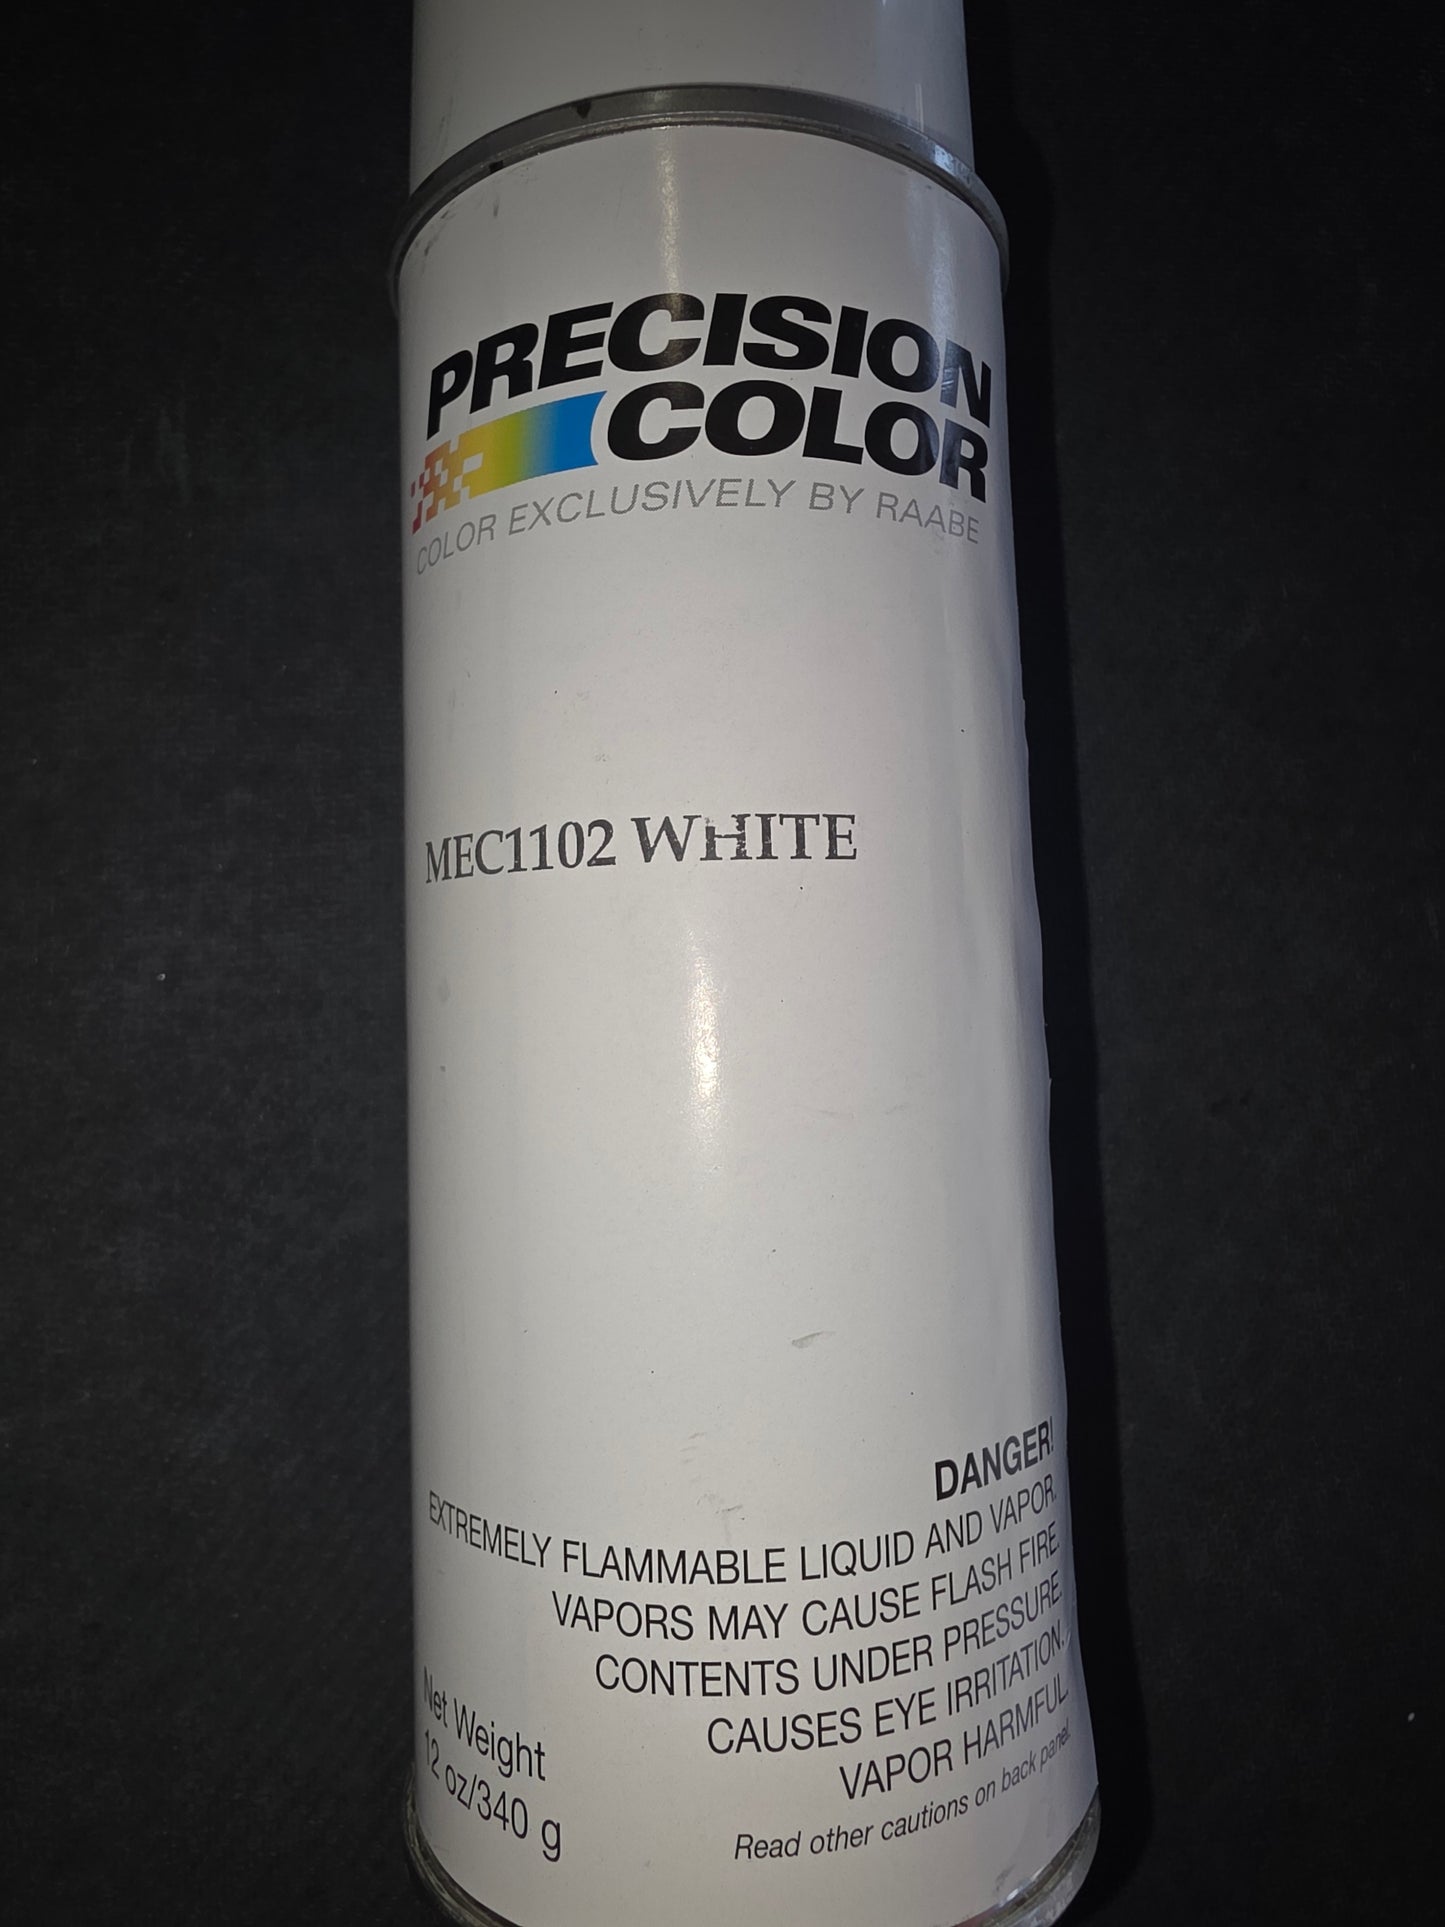 PRECISION
COLOR
COLOR EXCLUSIVELY BY RAABE
MEC1102 WHITE
DANGER!
EXTREMELY FLAMMABLE LIQUID AND VAPOR.
VAPORS MAY CAUSE FLASH FIRE.
CONTENTS UNDER PRESSURE.
CAUSES EYE IRRITATION.
VAPOR HARMFUL.
Read other cautions on back panel.
Net Weight
12 oz/340 g